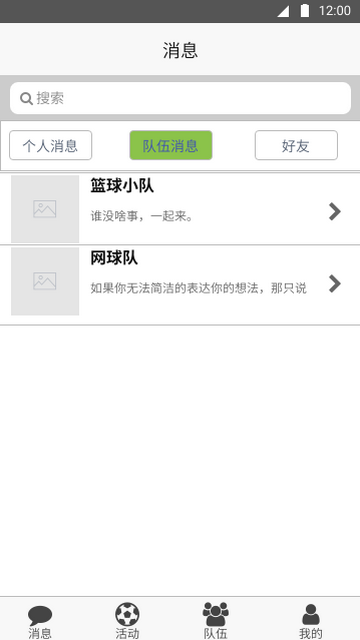 12:00
消息
搜索
个人消息
队伍消息
好友
篮球小队
谁没啥事，一起来。
网球队
如果你无法简洁的表达你的想法，那只说
消息
活动
队伍
我的